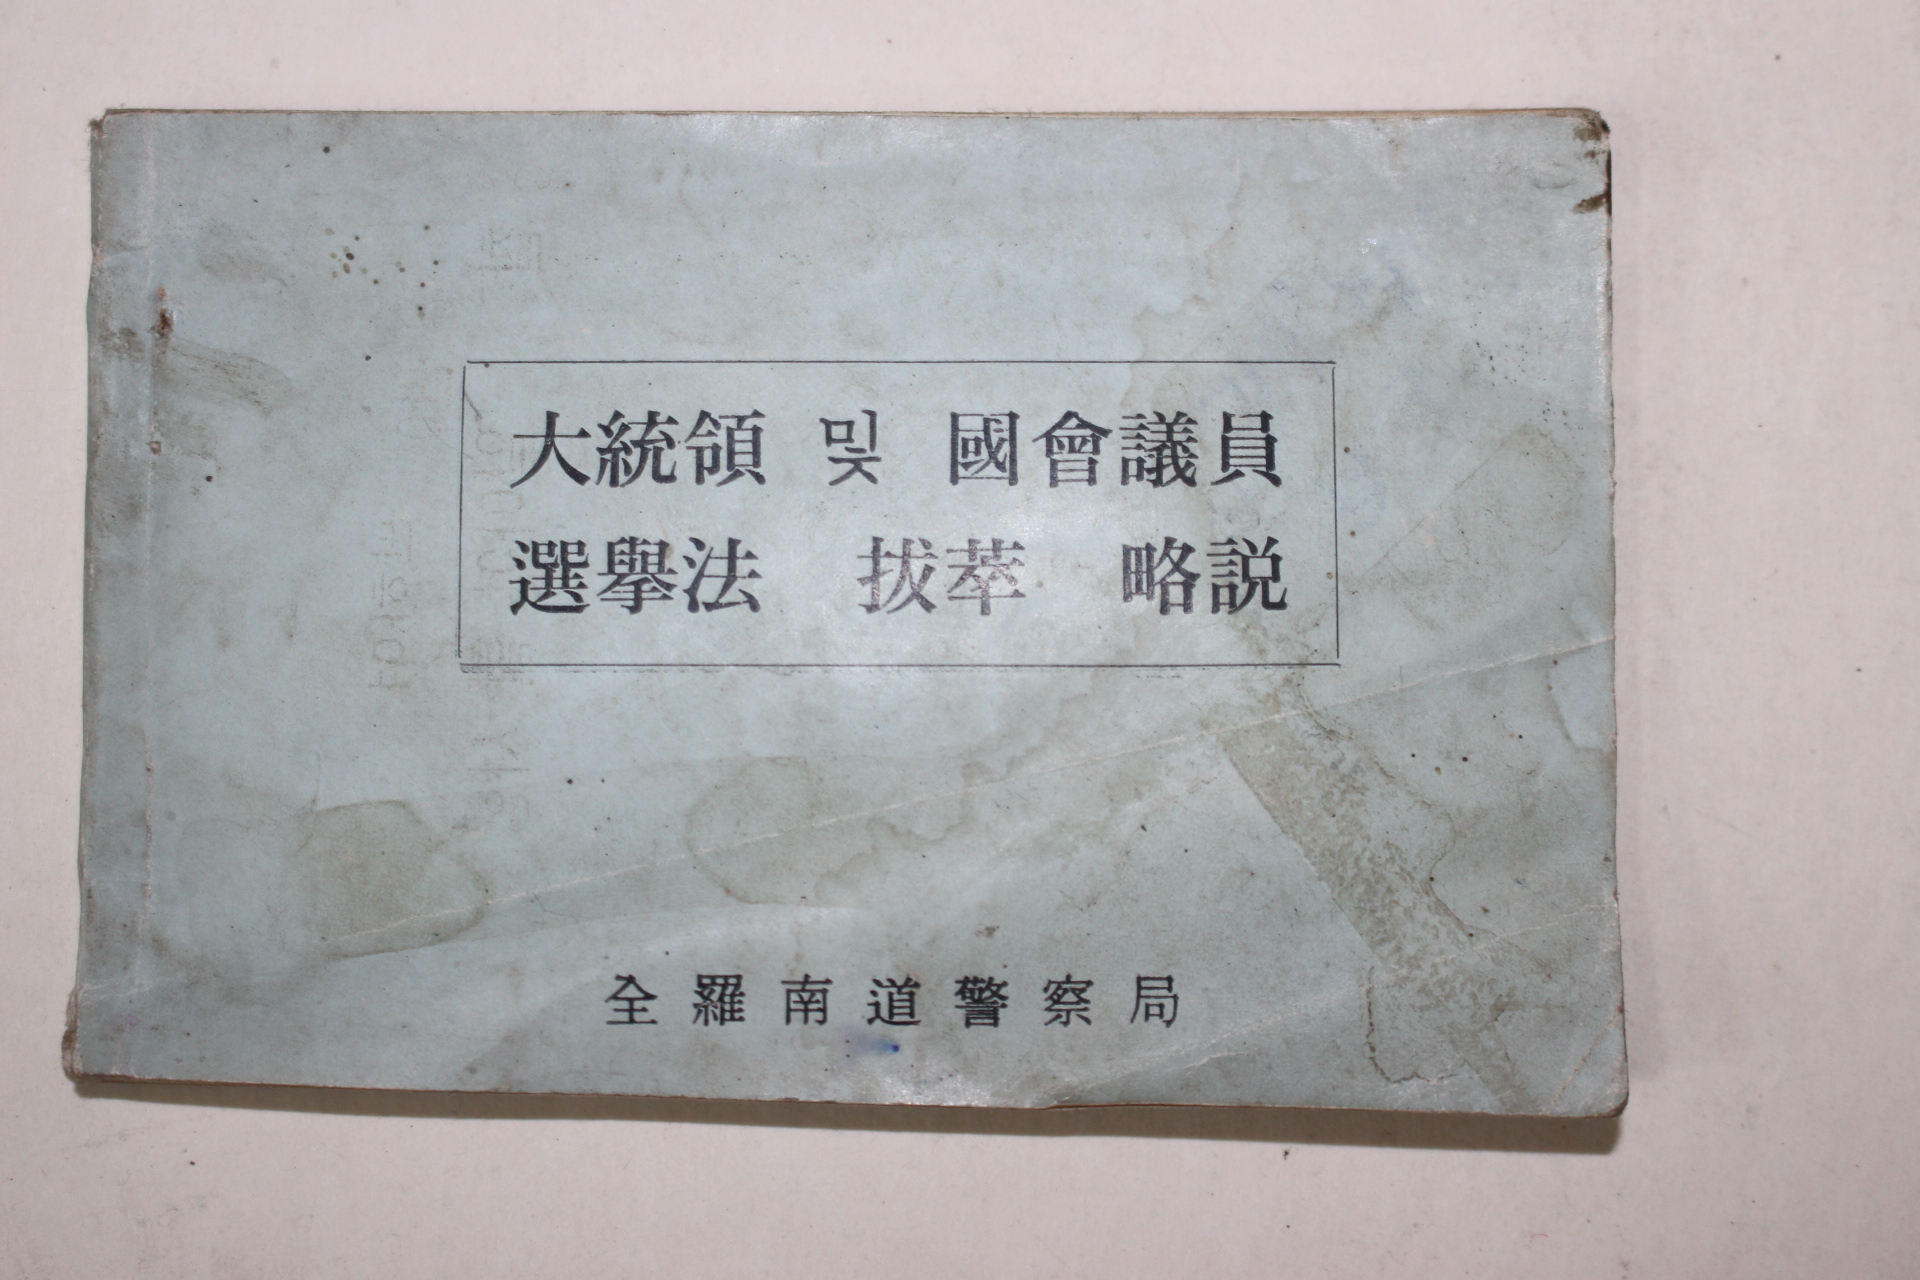 大統領 및 國會議員
選擧法 拔萃 略説
全羅南道警察局